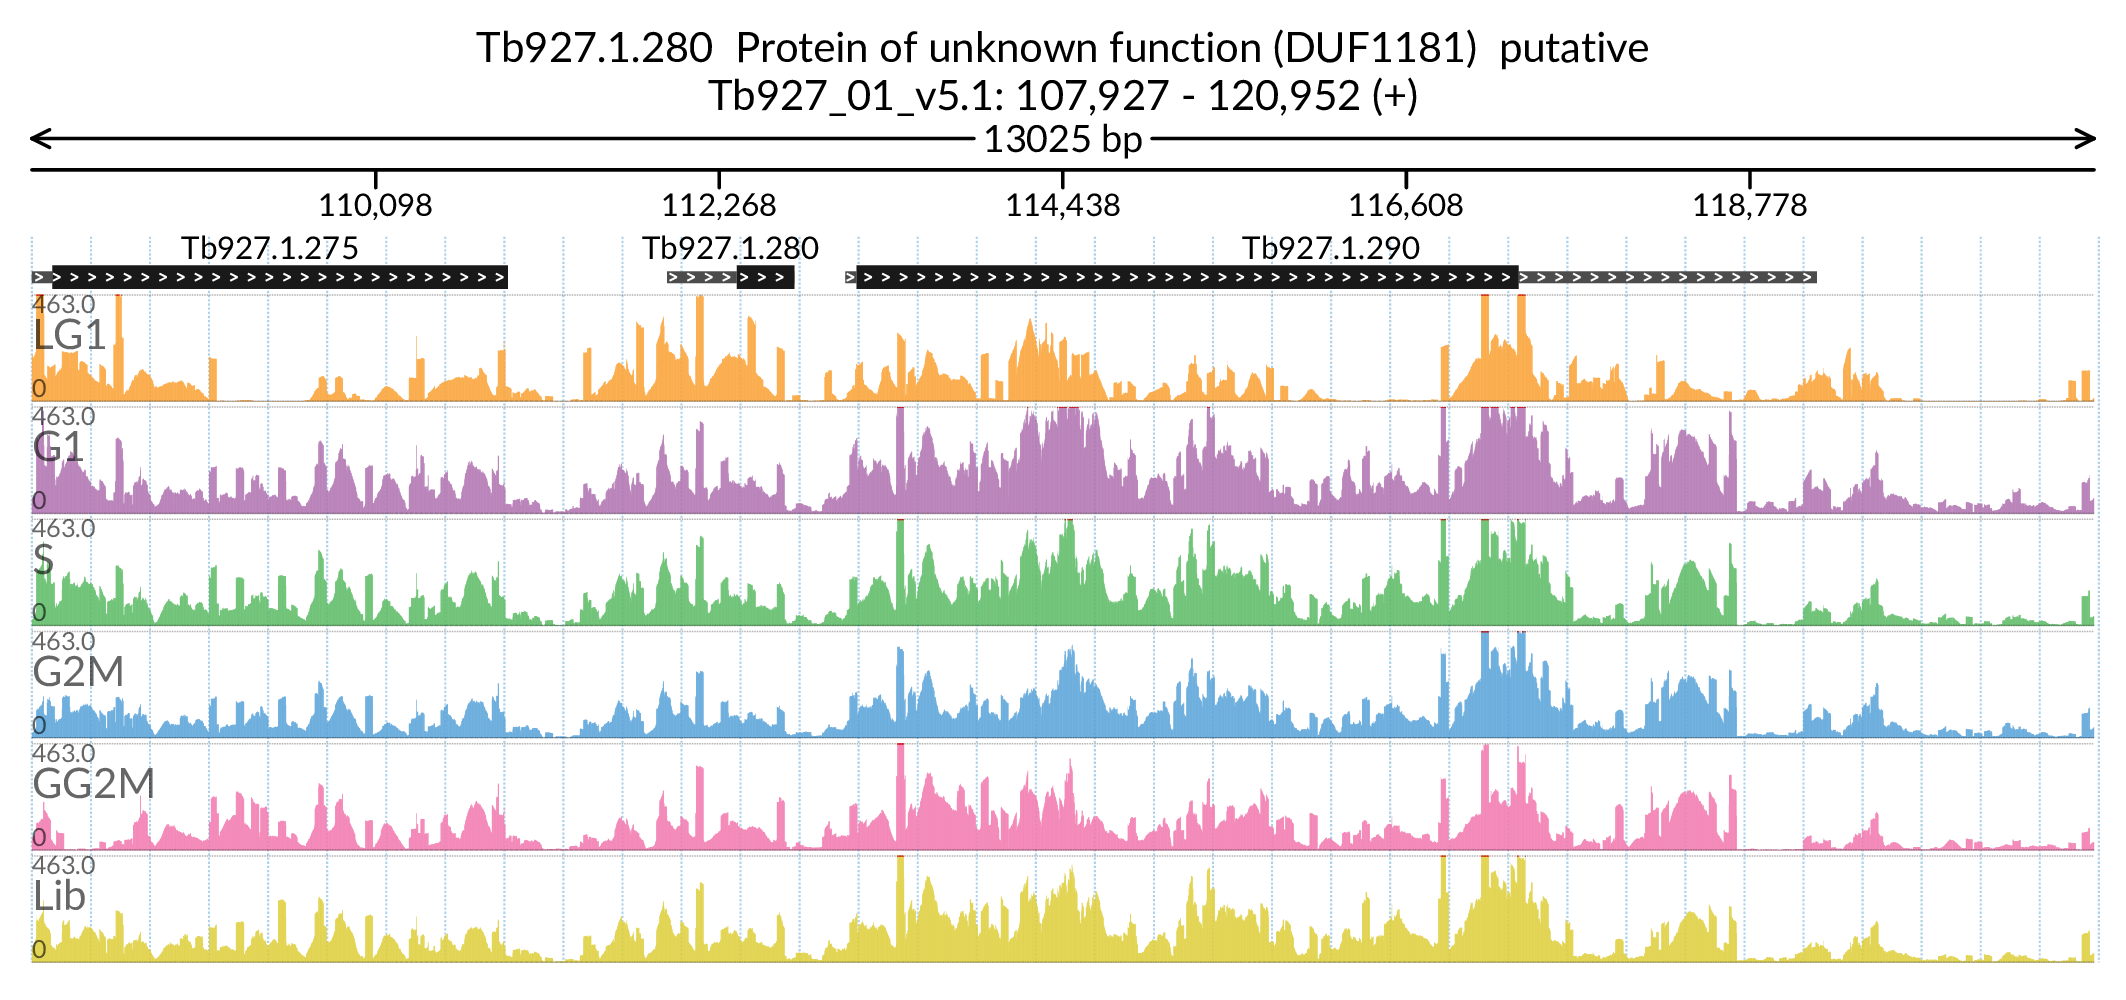 Tb927.1.280  Protein of unknown function (DUF1181)  putative
Tb927_01_v5.1: 107,927 - 120,952 (+)
13025 bp
110,098 112,268 114,438 116,608 118,778
Tb927.1.275 Tb927.1.280 Tb927.1.290
463.0
LG1
0
463.0
G1
0
463.0
S
0
463.0
G2M
0
463.0
GG2M
0
463.0
Lib
0